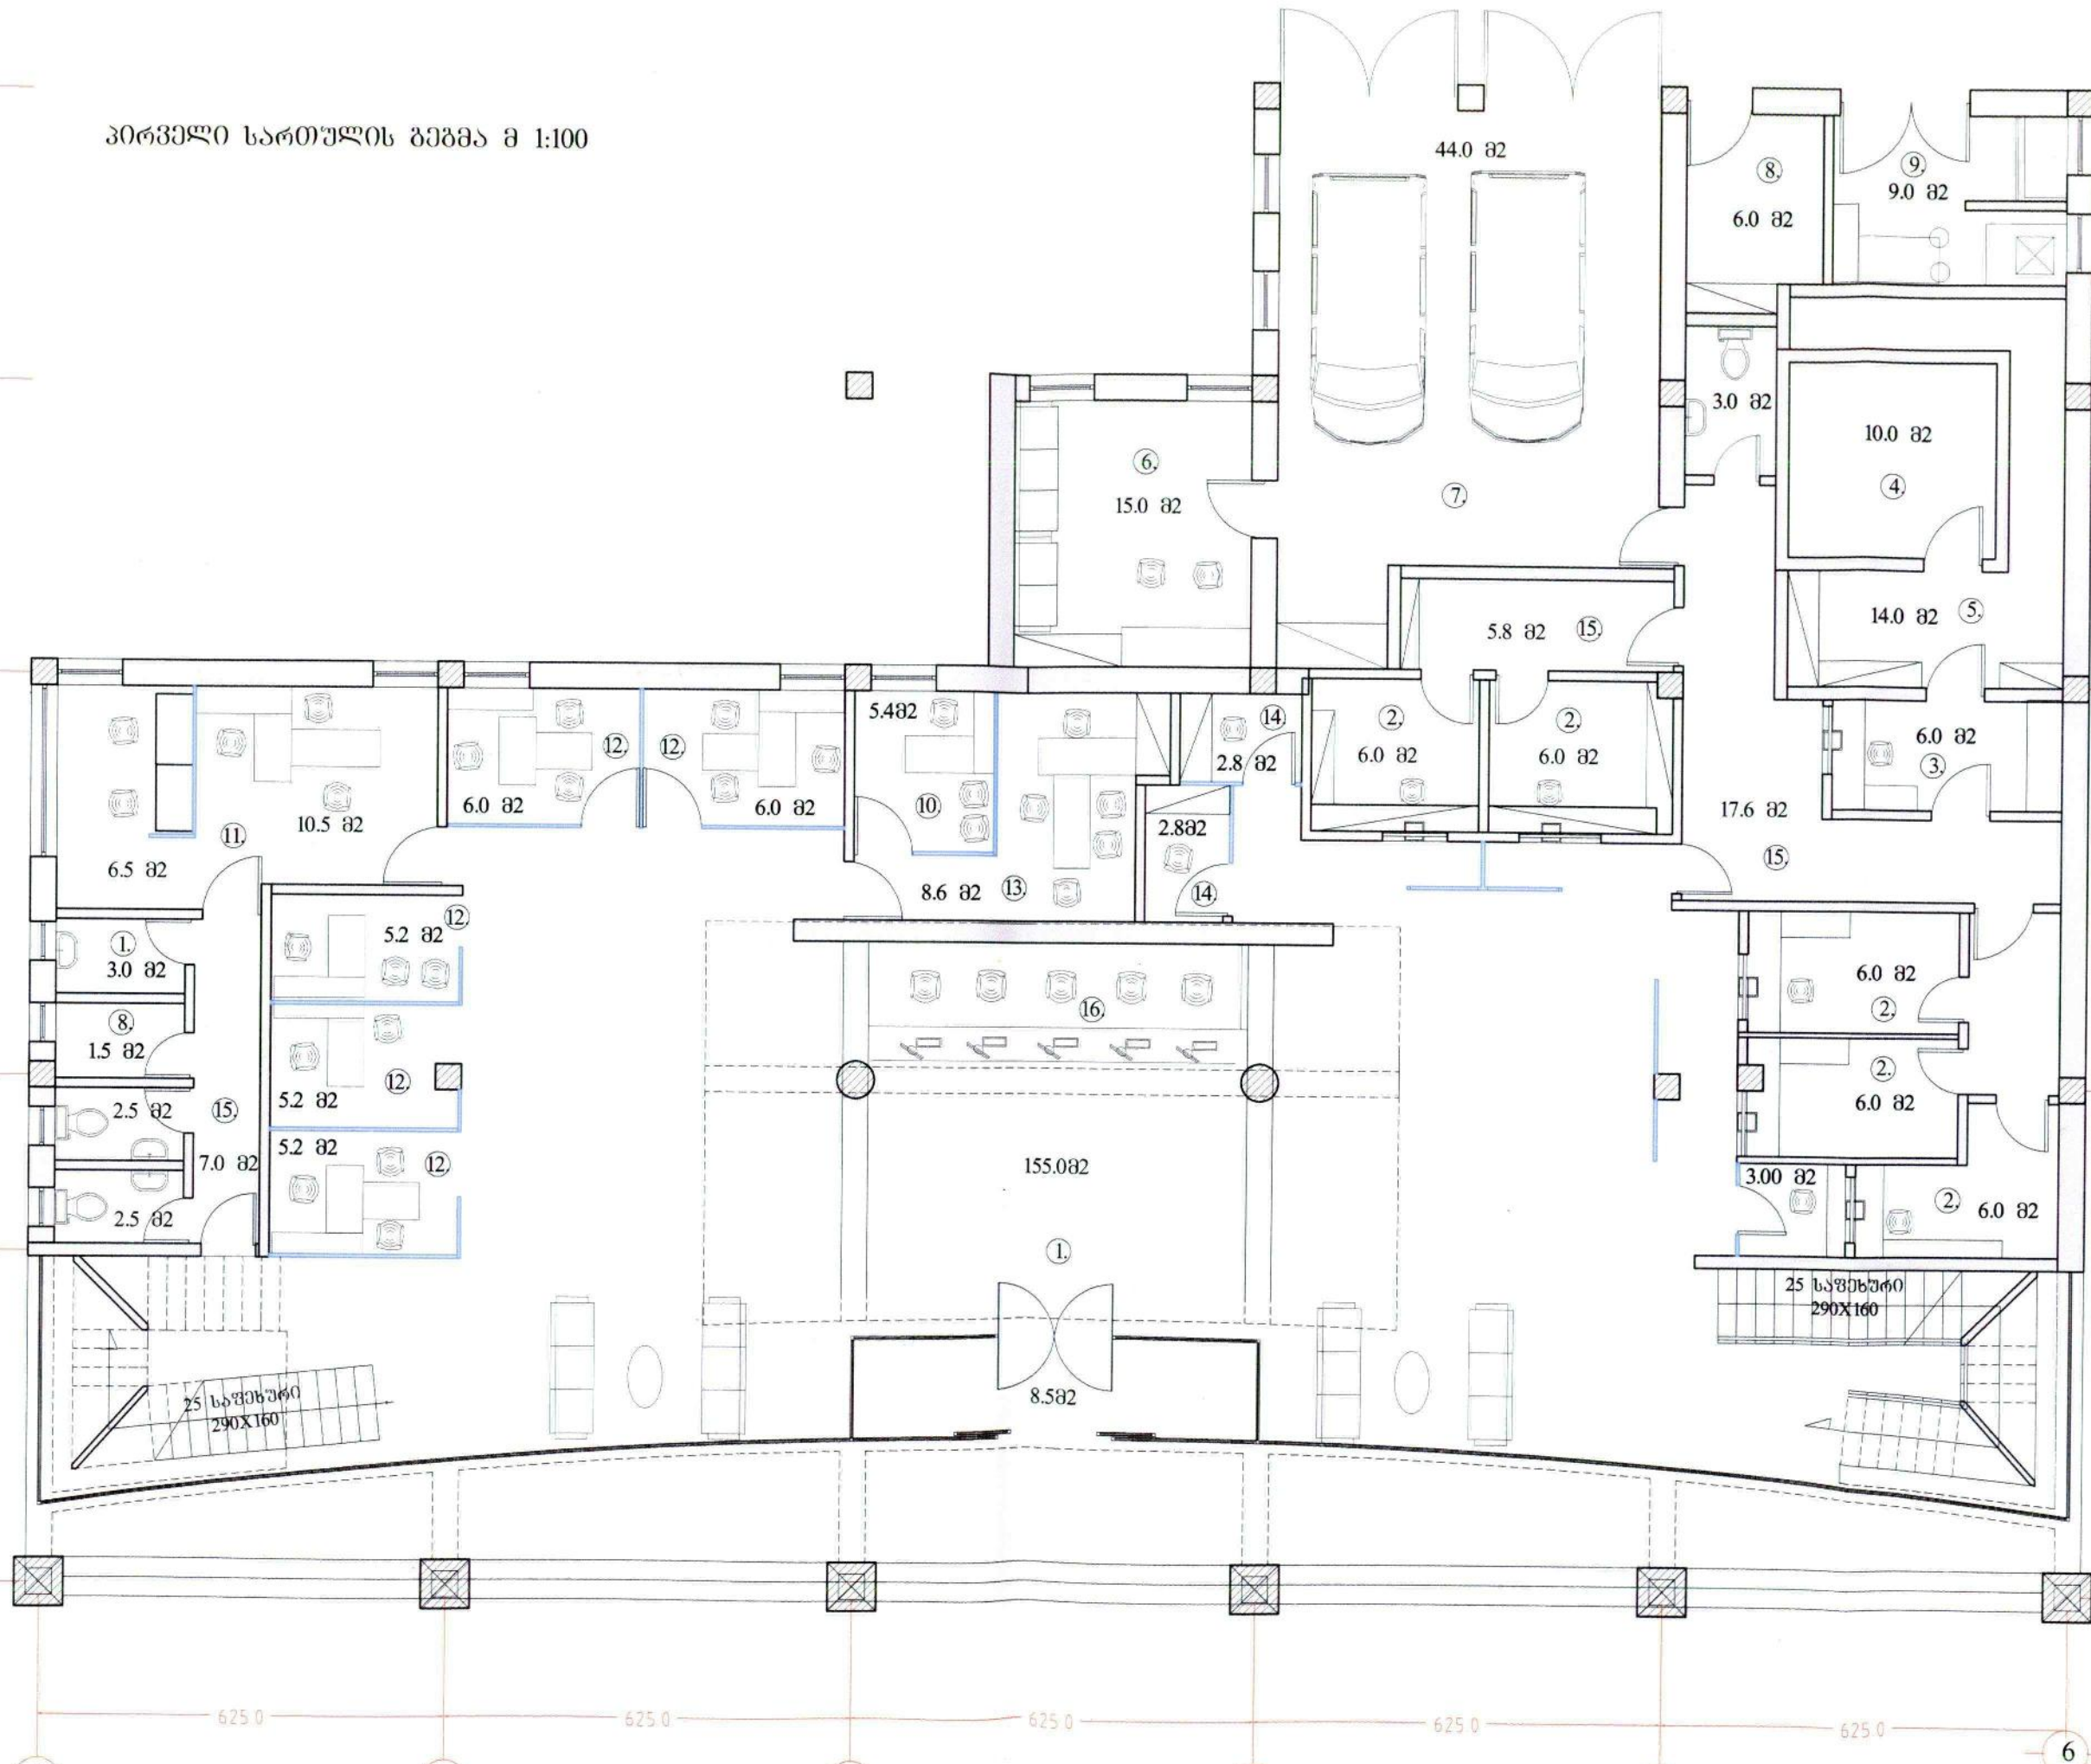 პირველი სართულის გეგმა მ 1:100
44.0 მ2
8.
6.0 მ2
9.
9.0 მ2
3.0 მ2
10.0 მ2
4.
6.
15.0 მ2
7.
14.0 მ2 5.
5.8 მ2 15.
5.4მ2
10.
14.
2.8 მ2
2.
6.0 მ2
2.
6.0 მ2
6.0 მ2
3.
12.
6.0 მ2
12.
6.0 მ2
10.5 მ2
11.
6.5 მ2
17.6 მ2
15.
2.8მ2
14.
8.6 მ2 13.
12.
5.2 მ2
1.
3.0 მ2
8.
1.5 მ2
16.
6.0 მ2
2.
2.
6.0 მ2
12.
5.2 მ2
2.5 მ2
15.
7.0 მ2
5.2 მ2
12.
2.5 მ2
155.0მ2
1.
3.00 მ2
2.
6.0 მ2
25 საფეხური
290X160
25 საფეხური
290X160
8.5მ2
625.0 625.0 625.0 625.0 625.0
6